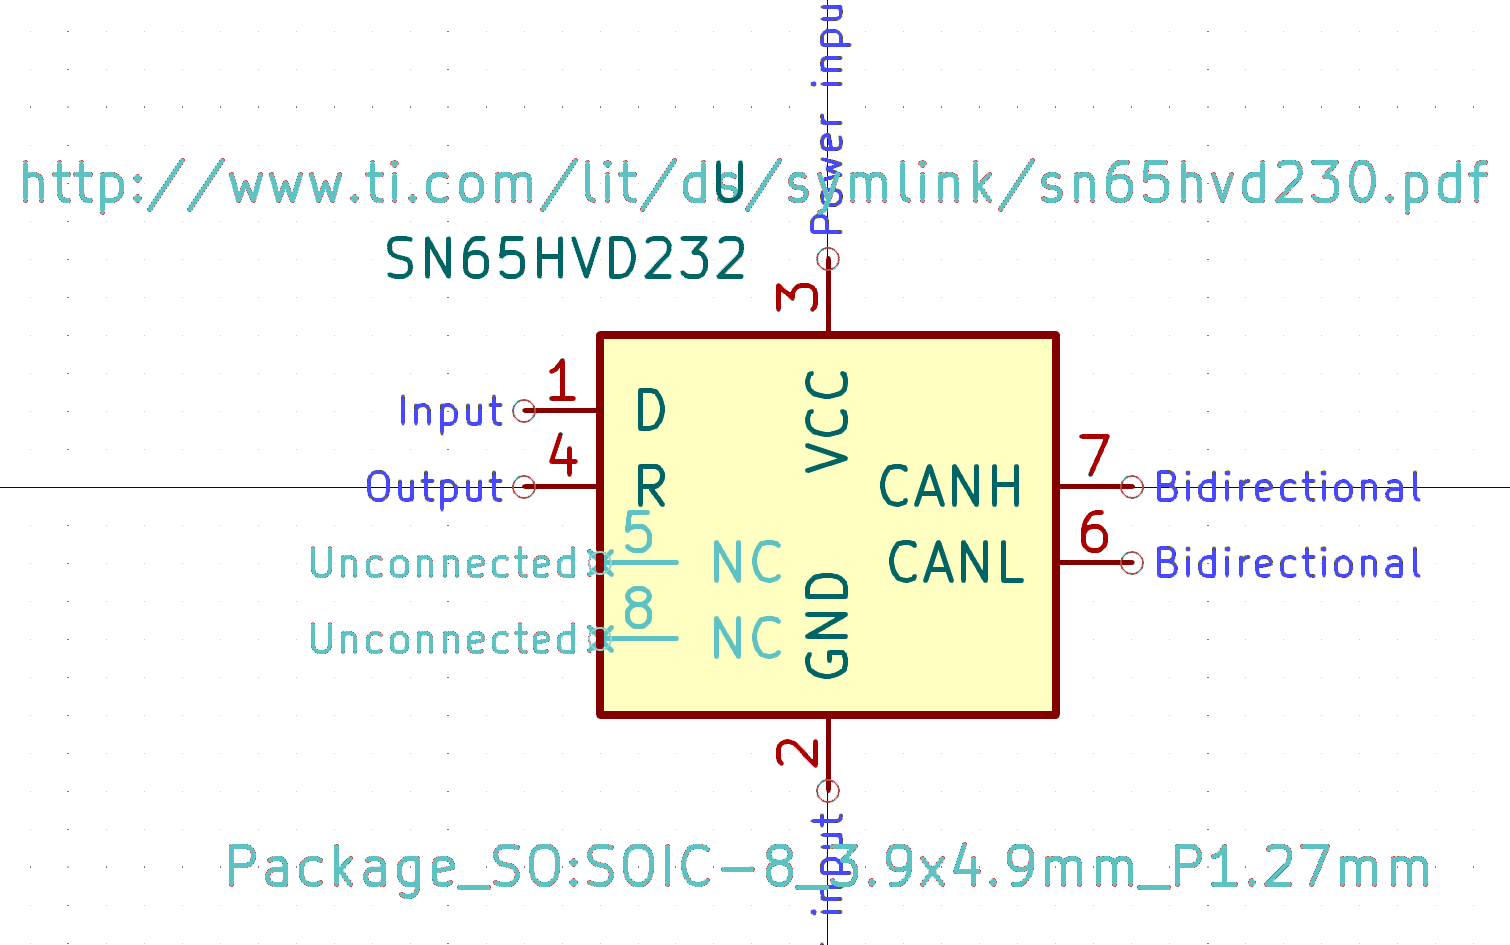 Power inpu
http://www.ti.com/lit/ds/symlink/sn65hvd230.pdf
U
SN65HVD232
3
1
Input
D
VCC
4
Output
R
CANH
7
Bidirectional
5
Unconnected
NC
CANL
6
Bidirectional
8
Unconnected
NC
GND
2
input
Package_SO:SOIC-8_3.9x4.9mm_P1.27mm